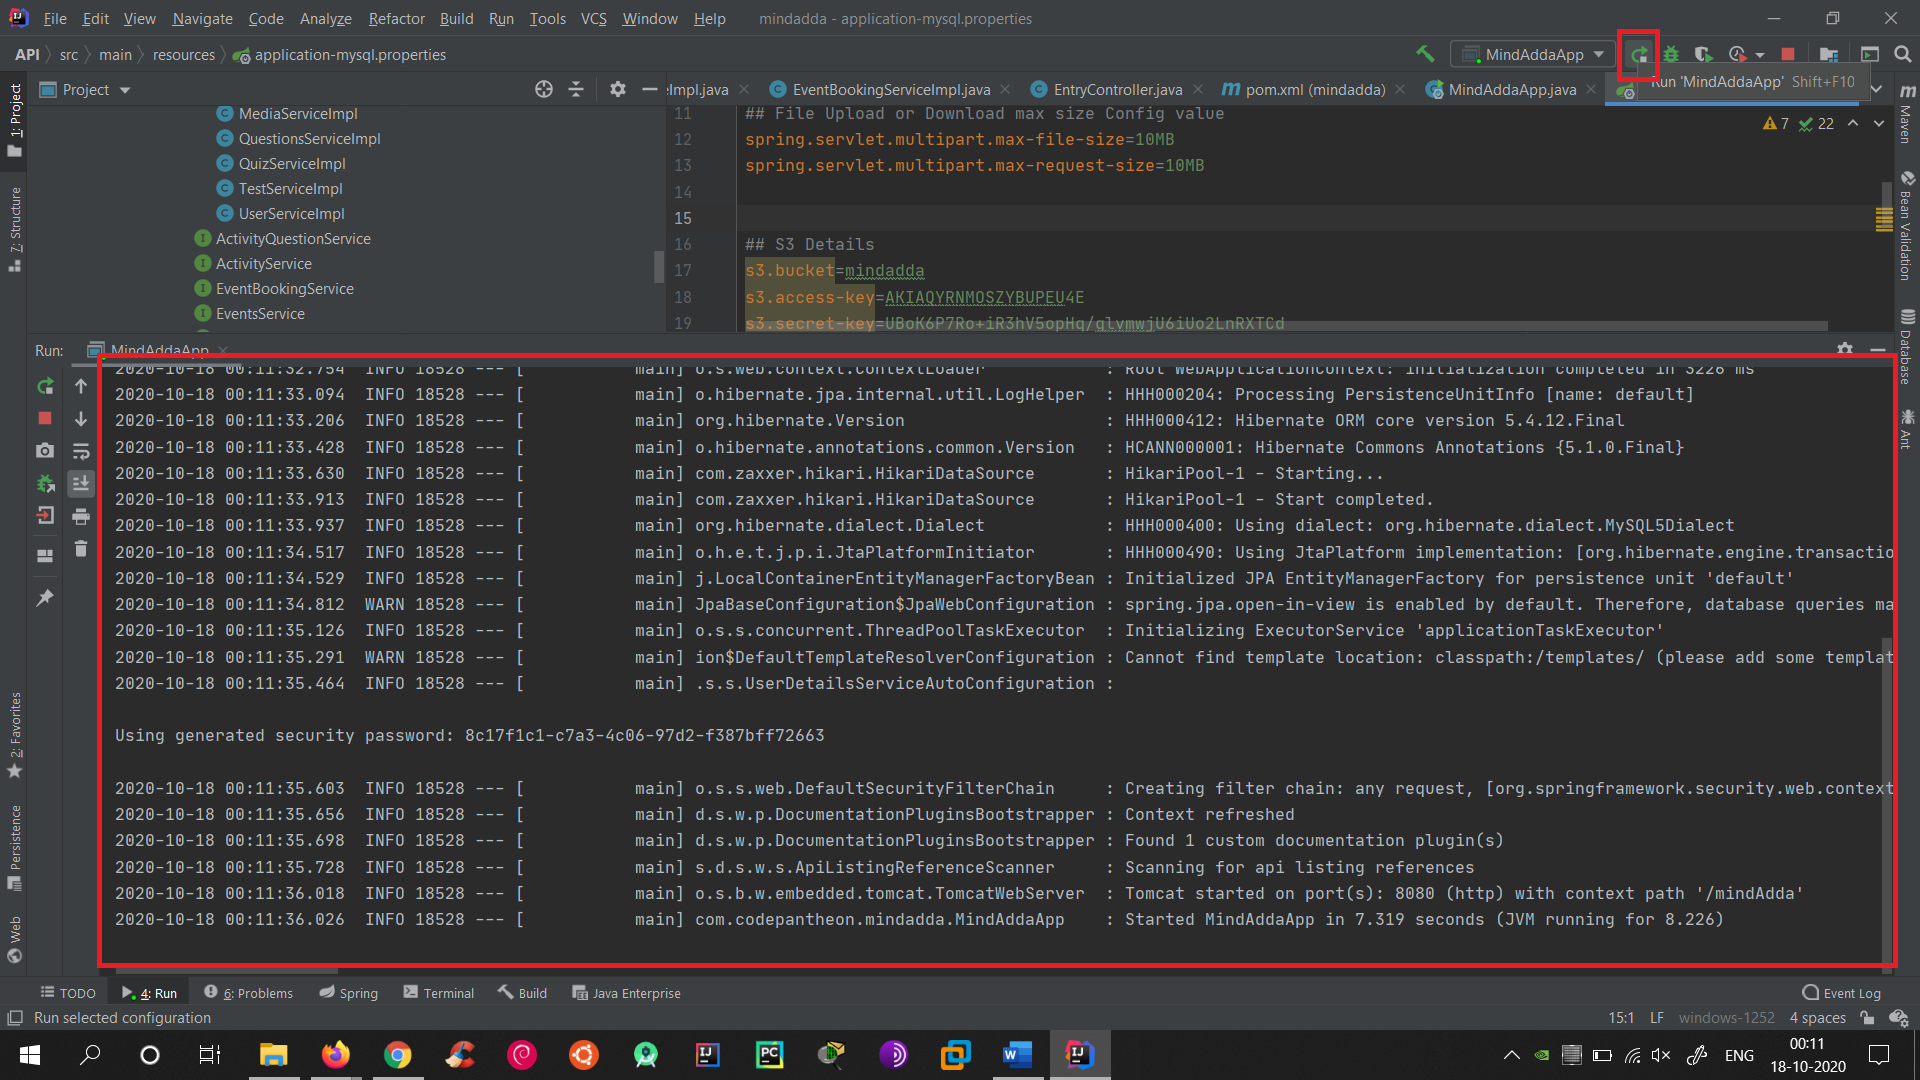 File Edit View Navigate Code Analyze Refactor Build Run Tools VCS Window Help mindadda - application-mysql.properties
API src main resources application-mysql.properties MindAddaApp
Project eImpl.java EventBookingServiceImpl.java EntryController.java pom.xml (mindadda) MindAddaApp.java Run 'MindAddaApp' Shift+F10
MediaServiceImpl
QuestionsServiceImpl
QuizServiceImpl
TestServiceImpl
UserServiceImpl
ActivityQuestionService
ActivityService
EventBookingService
EventsService
11 ## File Upload or Download max size Config value
12 spring.servlet.multipart.max-file-size=10MB
13 spring.servlet.multipart.max-request-size=10MB
14
15
16 ## S3 Details
17 s3.bucket=mindadda
18 s3.access-key=AKIAQYRNMOSZYBUPEU4E
19 s3.secret-key=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
7 22
1: Project
7: Structure
2: Favorites
Persistence
Web
Maven
Bean Validation
Database
Ant
Run: MindAddaApp
2020-10-18 00:11:32.754 INFO 18528 --- [ main] o.s.web.context.ContextLoader : Root WebApplicationContext: initialization completed in 3226 ms
2020-10-18 00:11:33.094 INFO 18528 --- [ main] o.hibernate.jpa.internal.util.LogHelper : HHH000204: Processing PersistenceUnitInfo [name: default]
2020-10-18 00:11:33.206 INFO 18528 --- [ main] org.hibernate.Version : HHH000412: Hibernate ORM core version 5.4.12.Final
2020-10-18 00:11:33.428 INFO 18528 --- [ main] o.hibernate.annotations.common.Version : HCANN000001: Hibernate Commons Annotations {5.1.0.Final}
2020-10-18 00:11:33.630 INFO 18528 --- [ main] com.zaxxer.hikari.HikariDataSource : HikariPool-1 - Starting...
2020-10-18 00:11:33.913 INFO 18528 --- [ main] com.zaxxer.hikari.HikariDataSource : HikariPool-1 - Start completed.
2020-10-18 00:11:33.937 INFO 18528 --- [ main] org.hibernate.dialect.Dialect : HHH000400: Using dialect: org.hibernate.dialect.MySQL5Dialect
2020-10-18 00:11:34.517 INFO 18528 --- [ main] o.h.e.t.j.p.i.JtaPlatformInitiator : HHH000490: Using JtaPlatform implementation: [org.hibernate.engine.transactio
2020-10-18 00:11:34.529 INFO 18528 --- [ main] j.LocalContainerEntityManagerFactoryBean : Initialized JPA EntityManagerFactory for persistence unit 'default'
2020-10-18 00:11:34.812 WARN 18528 --- [ main] JpaBaseConfiguration$JpaWebConfiguration : spring.jpa.open-in-view is enabled by default. Therefore, database queries ma
2020-10-18 00:11:35.126 INFO 18528 --- [ main] o.s.s.concurrent.ThreadPoolTaskExecutor : Initializing ExecutorService 'applicationTaskExecutor'
2020-10-18 00:11:35.291 WARN 18528 --- [ main] ion$DefaultTemplateResolverConfiguration : Cannot find template location: classpath:/templates/ (please add some templat
2020-10-18 00:11:35.464 INFO 18528 --- [ main] .s.s.UserDetailsServiceAutoConfiguration :
Using generated security password: 8c17f1c1-c7a3-4c06-97d2-f387bff72663
2020-10-18 00:11:35.603 INFO 18528 --- [ main] o.s.s.web.DefaultSecurityFilterChain : Creating filter chain: any request, [org.springframework.security.web.context
2020-10-18 00:11:35.656 INFO 18528 --- [ main] d.s.w.p.DocumentationPluginsBootstrapper : Context refreshed
2020-10-18 00:11:35.698 INFO 18528 --- [ main] d.s.w.p.DocumentationPluginsBootstrapper : Found 1 custom documentation plugin(s)
2020-10-18 00:11:35.728 INFO 18528 --- [ main] s.d.s.w.s.ApiListingReferenceScanner : Scanning for api listing references
2020-10-18 00:11:36.018 INFO 18528 --- [ main] o.s.b.w.embedded.tomcat.TomcatWebServer : Tomcat started on port(s): 8080 (http) with context path '/mindAdda'
2020-10-18 00:11:36.026 INFO 18528 --- [ main] com.codepantheon.mindadda.MindAddaApp : Started MindAddaApp in 7.319 seconds (JVM running for 8.226)
TODO 4: Run 6: Problems Spring Terminal Build Java Enterprise Event Log
Run selected configuration 15:1 LF windows-1252 4 spaces
ENG 00:11
18-10-2020